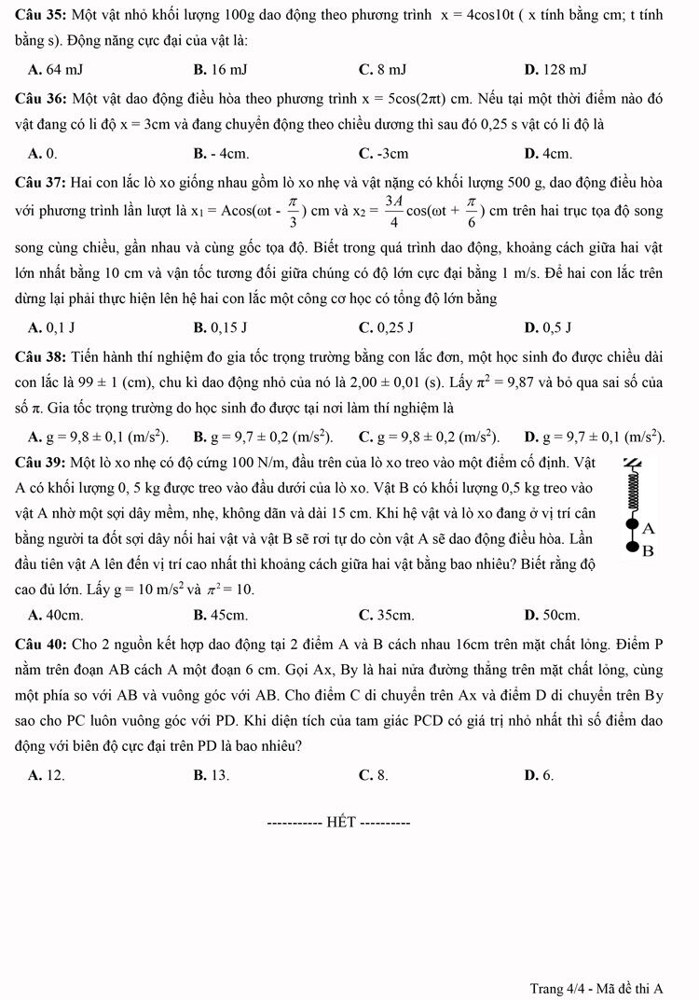 Câu 35: Một vật nhỏ khối lượng 100g dao động theo phương trình x = 4cos10t ( x tính bằng cm; t tính
bằng s). Động năng cực đại của vật là:
A. 64 mJ B. 16 mJ C. 8 mJ D. 128 mJ
Câu 36: Một vật dao động điều hòa theo phương trình x = 5cos(2πt) cm. Nếu tại một thời điểm nào đó
vật đang có li độ x = 3cm và đang chuyển động theo chiều dương thì sau đó 0,25 s vật có li độ là
A. 0. B. - 4cm. C. -3cm D. 4cm.
Câu 37: Hai con lắc lò xo giống nhau gồm lò xo nhẹ và vật nặng có khối lượng 500 g, dao động điều hòa
với phương trình lần lượt là x₁ = Acos(ωt - π/3) cm và x₂ = 3A/4 cos(ωt + π/6) cm trên hai trục tọa độ song
song cùng chiều, gần nhau và cùng gốc tọa độ. Biết trong quá trình dao động, khoảng cách giữa hai vật
lớn nhất bằng 10 cm và vận tốc tương đối giữa chúng có độ lớn cực đại bằng 1 m/s. Để hai con lắc trên
dừng lại phải thực hiện lên hệ hai con lắc một công cơ học có tổng độ lớn bằng
A. 0,1 J B. 0,15 J C. 0,25 J D. 0,5 J
Câu 38: Tiến hành thí nghiệm đo gia tốc trọng trường bằng con lắc đơn, một học sinh đo được chiều dài
con lắc là 99 ± 1 (cm), chu kì dao động nhỏ của nó là 2,00 ± 0,01 (s). Lấy π² = 9,87 và bỏ qua sai số của
số π. Gia tốc trọng trường do học sinh đo được tại nơi làm thí nghiệm là
A. g = 9,8 ± 0,1 (m/s²). B. g = 9,7 ± 0,2 (m/s²). C. g = 9,8 ± 0,2 (m/s²). D. g = 9,7 ± 0,1 (m/s²).
Câu 39: Một lò xo nhẹ có độ cứng 100 N/m, đầu trên của lò xo treo vào một điểm cố định. Vật
A có khối lượng 0, 5 kg được treo vào đầu dưới của lò xo. Vật B có khối lượng 0,5 kg treo vào
vật A nhờ một sợi dây mềm, nhẹ, không dãn và dài 15 cm. Khi hệ vật và lò xo đang ở vị trí cân
bằng người ta đốt sợi dây nối hai vật và vật B sẽ rơi tự do còn vật A sẽ dao động điều hòa. Lần
đầu tiên vật A lên đến vị trí cao nhất thì khoảng cách giữa hai vật bằng bao nhiêu? Biết rằng độ
cao đủ lớn. Lấy g = 10 m/s² và π² = 10.
A
B
A. 40cm. B. 45cm. C. 35cm. D. 50cm.
Câu 40: Cho 2 nguồn kết hợp dao động tại 2 điểm A và B cách nhau 16cm trên mặt chất lỏng. Điểm P
nằm trên đoạn AB cách A một đoạn 6 cm. Gọi Ax, By là hai nửa đường thẳng trên mặt chất lỏng, cùng
một phía so với AB và vuông góc với AB. Cho điểm C di chuyển trên Ax và điểm D di chuyển trên By
sao cho PC luôn vuông góc với PD. Khi diện tích của tam giác PCD có giá trị nhỏ nhất thì số điểm dao
động với biên độ cực đại trên PD là bao nhiêu?
A. 12. B. 13. C. 8. D. 6.
----------- HẾT ----------
Trang 4/4 - Mã đề thi A